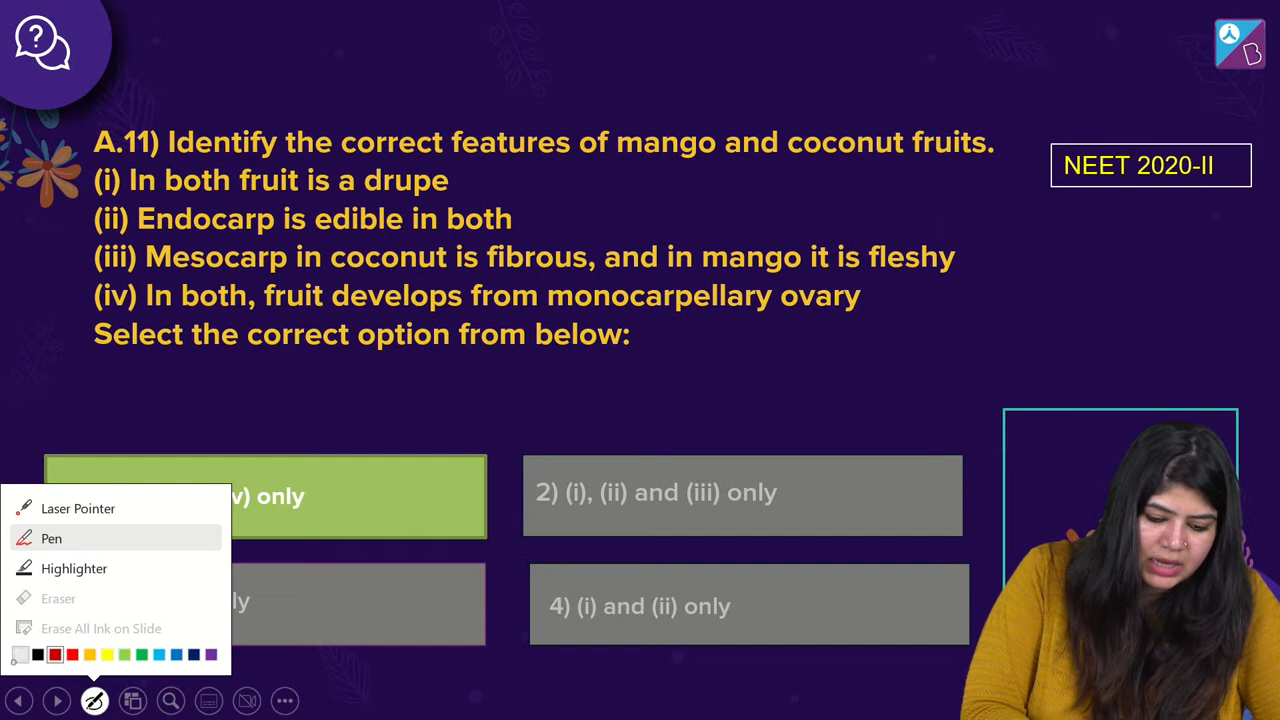 A.11) Identify the correct features of mango and coconut fruits.
(i) In both fruit is a drupe
(ii) Endocarp is edible in both
(iii) Mesocarp in coconut is fibrous, and in mango it is fleshy
(iv) In both, fruit develops from monocarpellary ovary
Select the correct option from below:
NEET 2020-II
v) only
2) (i), (ii) and (iii) only
ly
4) (i) and (ii) only
Laser Pointer
Pen
Highlighter
Eraser
Erase All Ink on Slide
?
B